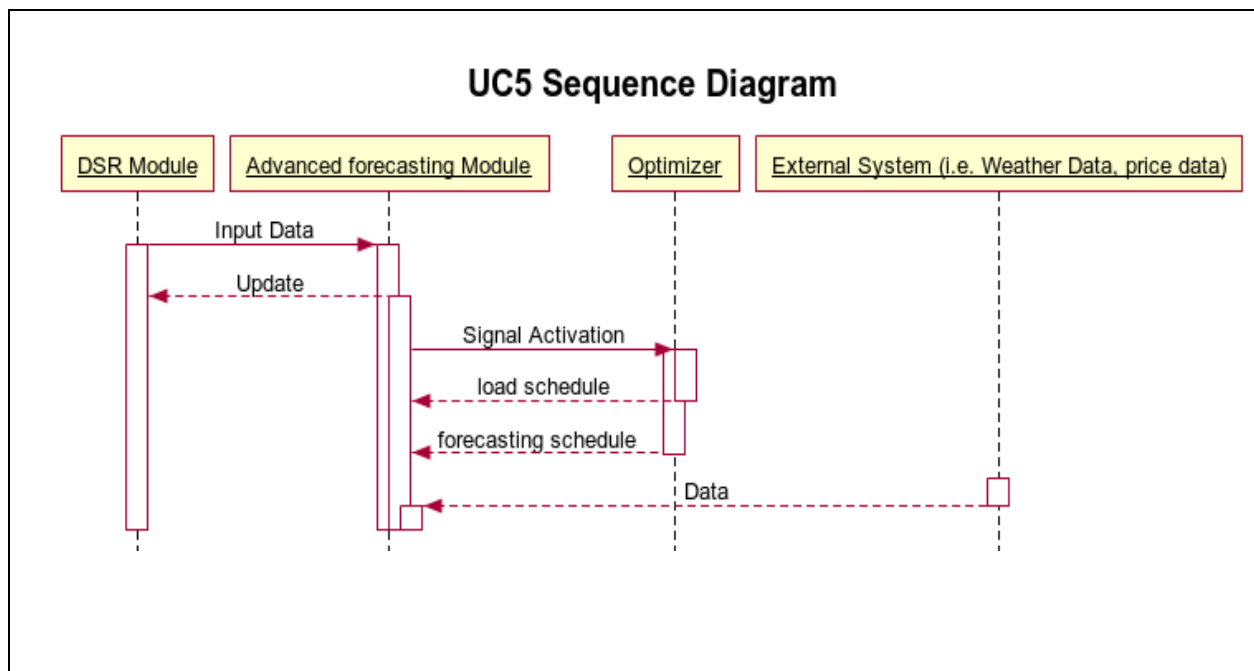 UC5 Sequence Diagram
DSR Module
Advanced forecasting Module
Optimizer
External System (i.e. Weather Data, price data)
Input Data
Update
Signal Activation
load schedule
forecasting schedule
Data